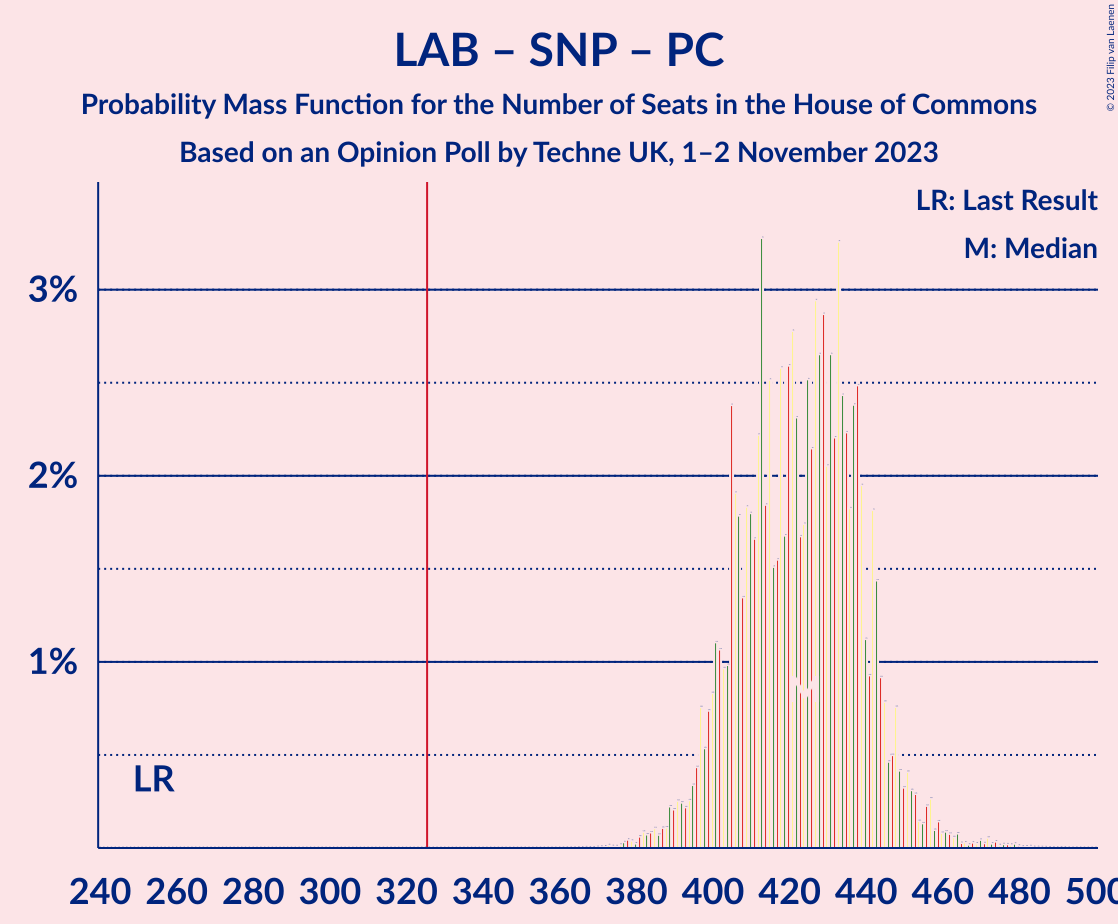 LAB – SNP – PC
Probability Mass Function for the Number of Seats in the House of Commons
Based on an Opinion Poll by Techne UK, 1–2 November 2023
© 2023 Filip van Laenen
LR: Last Result
M: Median
3%
2%
1%
LR
240 260 280 300 320 340 360 380 400 420 440 460 480 500